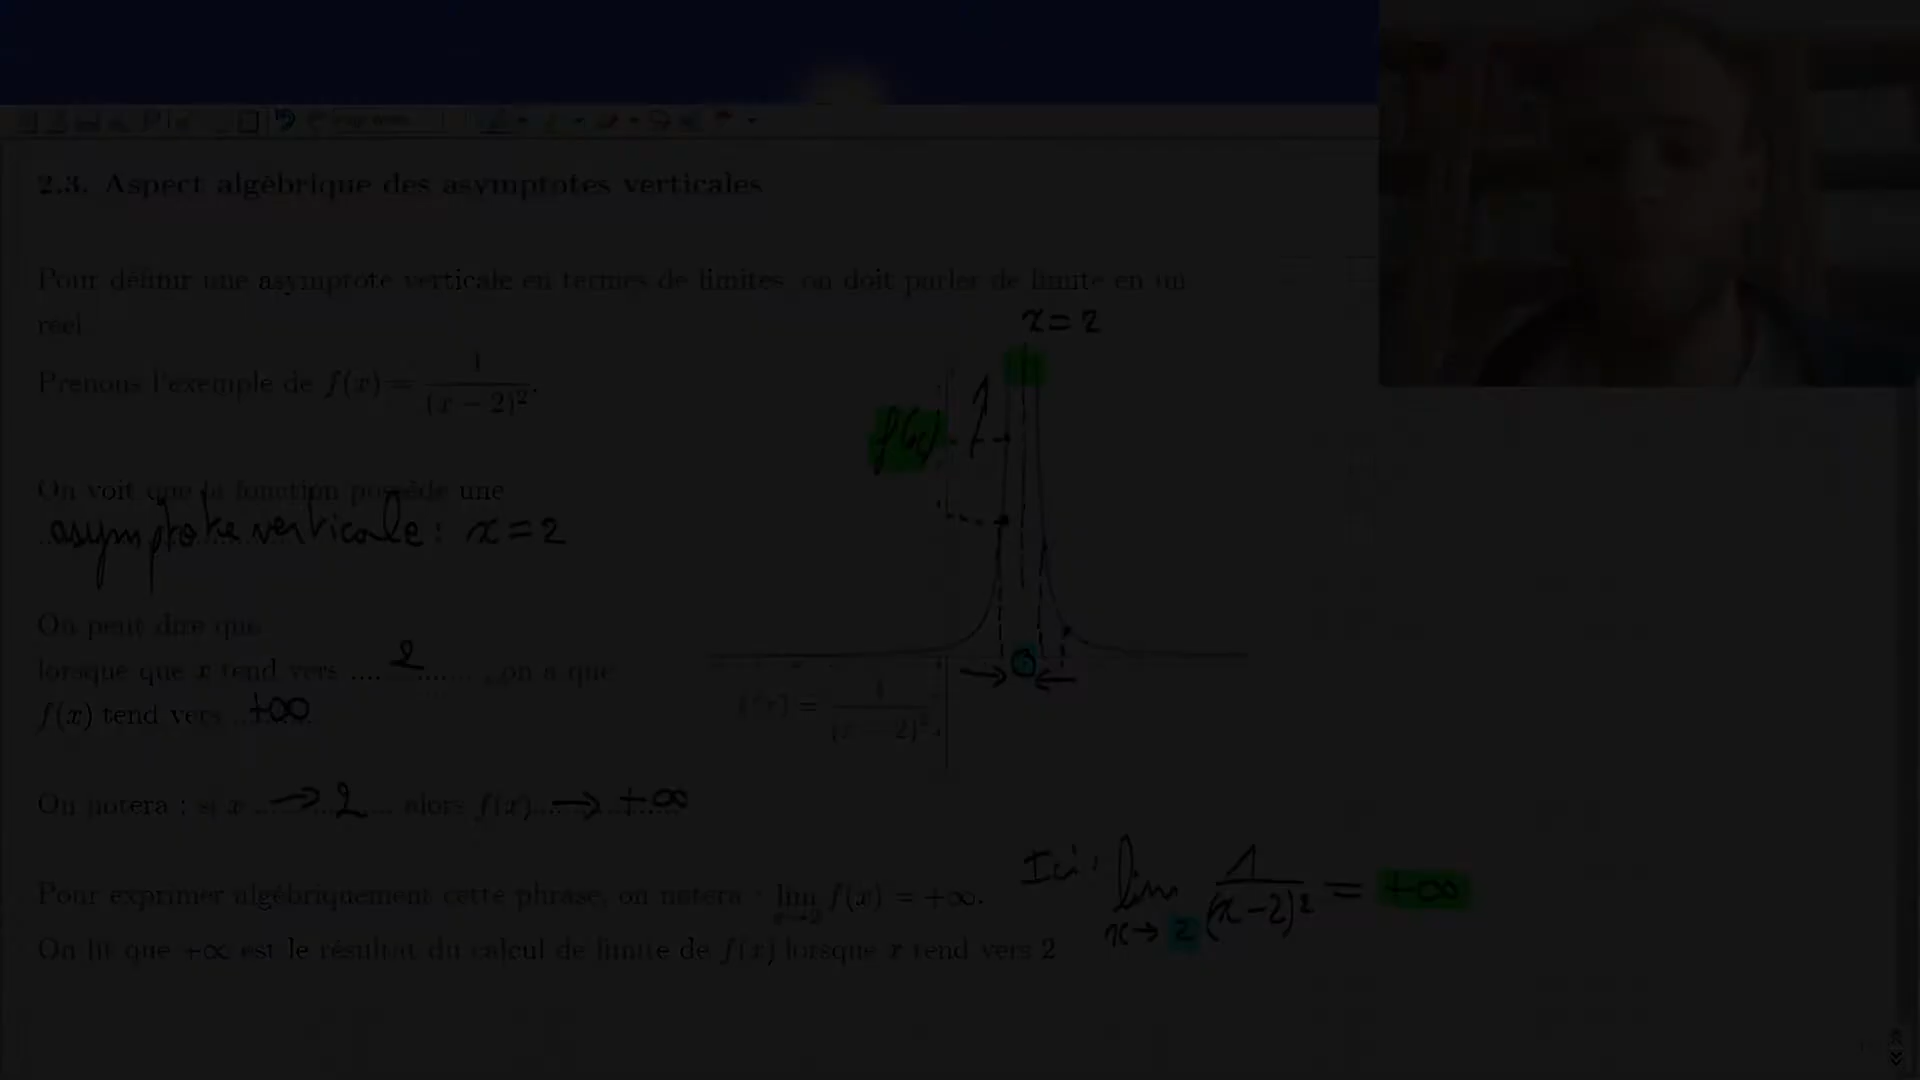 2.3. Aspect algébrique des asymptotes verticales
Pour définir une asymptote verticale en termes de limites, on doit parler de limite en un
réel.
x = 2
Prenons l'exemple de f(x) = 1/(x − 2)².
f(x)
On voit que la fonction possède une
asymptote verticale : x = 2
On peut dire que
lorsque que x tend vers ....2...... , on a que
f(x) tend vers ..+∞..
f(x) = 1/(x − 2)².
On notera : si x ..→ 2.... alors f(x)...→ +∞
Pour exprimer algébriquement cette phrase, on notera : lim x→2 f(x) = +∞.
Ici : lim x→2 1/(x−2)² = +∞
On lit que +∞ est le résultat du calcul de limite de f(x) lorsque x tend vers 2